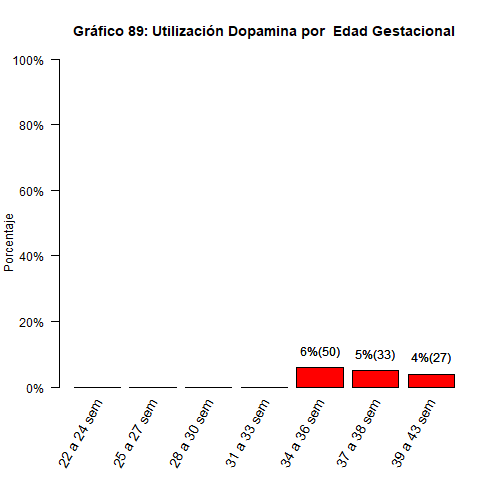 Gráfico 89: Utilización Dopamina por  Edad Gestacional
Porcentaje
100%
80%
60%
40%
20%
0%
6%(50)
5%(33)
4%(27)
22 a 24 sem
25 a 27 sem
28 a 30 sem
31 a 33 sem
34 a 36 sem
37 a 38 sem
39 a 43 sem